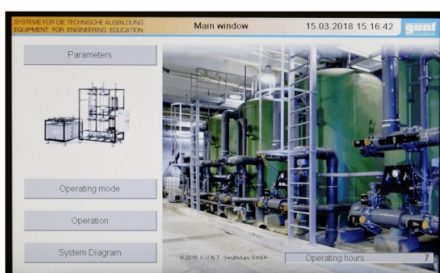 SYSTEME FÜR DIE TECHNISCHE AUSBILDUNG
EQUIPMENT FOR ENGINEERING EDUCATION
Main window
15.03.2018 15:16:42
gunt
Parameters
Operating mode
Operation
System Diagram
©2016 G.U.N.T. Gerätebau GmbH
Operating hours 7